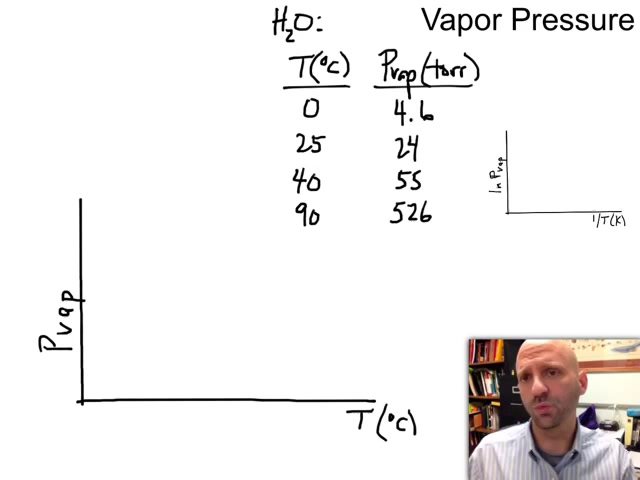 H₂O:
Vapor Pressure
T(°C) Pvap(torr)
0 4.6
25 24
40 55
90 526
ln Pvap
1/T(K)
Pvap
T(°C)